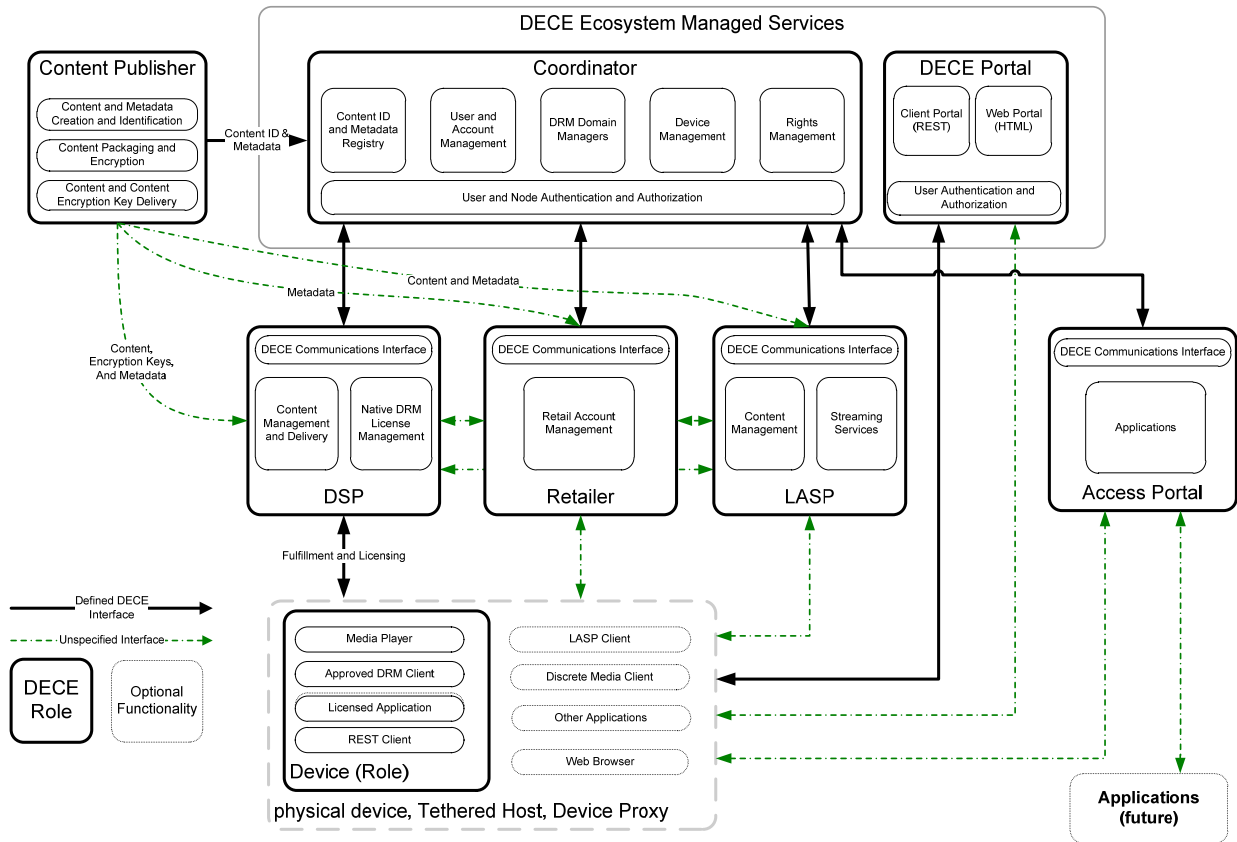 DECE Ecosystem Managed Services
Content Publisher
Content and Metadata
Creation and Identification
Content Packaging and
Encryption
Content and Content
Encryption Key Delivery
Content ID &
Metadata
Coordinator
Content ID
and Metadata
Registry
User and
Account
Management
DRM Domain
Managers
Device
Management
Rights
Management
User and Node Authentication and Authorization
DECE Portal
Client Portal
(REST)
Web Portal
(HTML)
User Authentication and
Authorization
Content and Metadata
Metadata
Content,
Encryption Keys,
And Metadata
DECE Communications Interface
Content
Management
and Delivery
Native DRM
License
Management
DSP
DECE Communications Interface
Retail Account
Management
Retailer
DECE Communications Interface
Content
Management
Streaming
Services
LASP
DECE Communications Interface
Applications
Access Portal
Fulfillment and Licensing
Defined DECE
Interface
Unspecified Interface
DECE
Role
Optional
Functionality
Media Player
Approved DRM Client
Licensed Application
REST Client
Device (Role)
LASP Client
Discrete Media Client
Other Applications
Web Browser
physical device, Tethered Host, Device Proxy
Applications
(future)